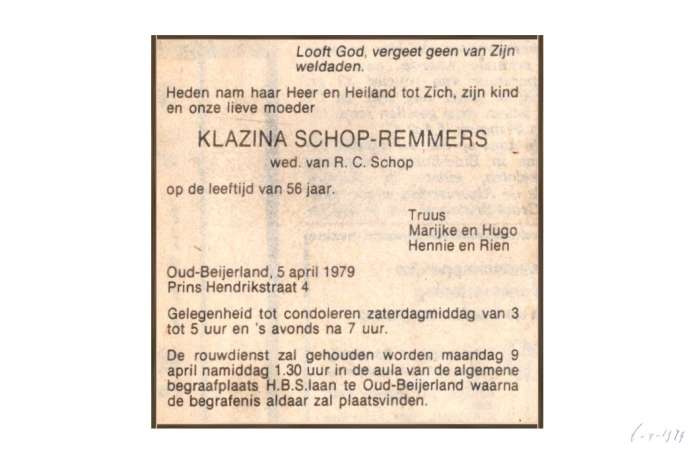 Looft God, vergeet geen van Zijn
weldaden.
Heden nam haar Heer en Heiland tot Zich, zijn kind
en onze lieve moeder
KLAZINA SCHOP-REMMERS
wed. van R. C. Schop
op de leeftijd van 56 jaar.
Truus
Marijke en Hugo
Hennie en Rien
Oud-Beijerland, 5 april 1979
Prins Hendrikstraat 4
Gelegenheid tot condoleren zaterdagmiddag van 3
tot 5 uur en 's avonds na 7 uur.
De rouwdienst zal gehouden worden maandag 9
april namiddag 1.30 uur in de aula van de algemene
begraafplaats H.B.S.laan te Oud-Beijerland waarna
de begrafenis aldaar zal plaatsvinden.